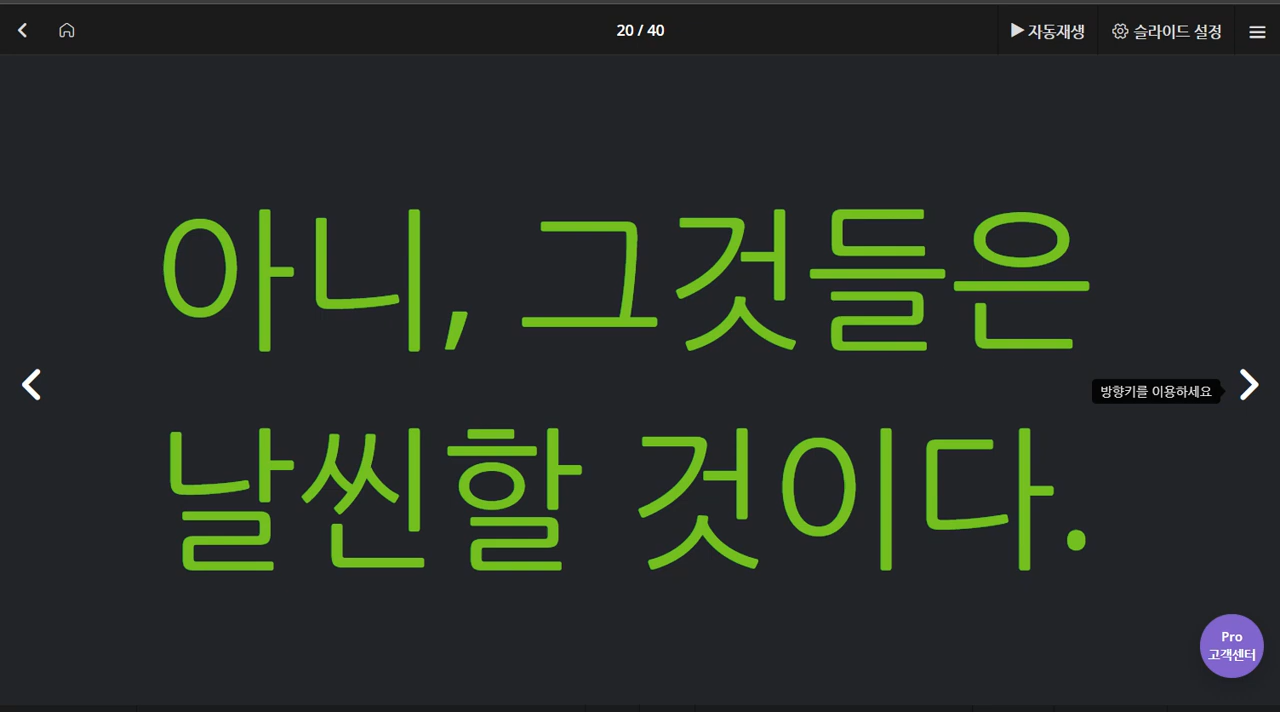 20 / 40
자동재생
슬라이드 설정
아니, 그것들은
날씬할 것이다.
방향키를 이용하세요
Pro
고객센터